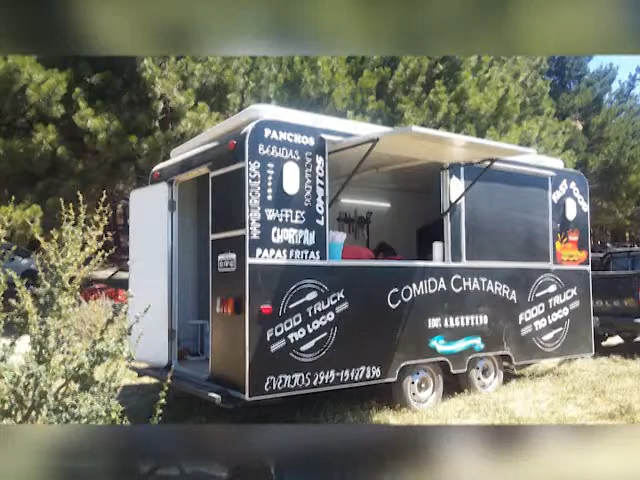 PANCHOS
BEBIDAS
HAMBURGUESAS
LICUADOS
LOMITOS
WAFFLES
CHORIPAN
PAPAS FRITAS
FAST FOOD
COMIDA CHATARRA
100% ARGENTINO
FOOD TRUCK
TIO LOCO
FOOD TRUCK
TIO LOCO
EVENTOS 2945-15427896